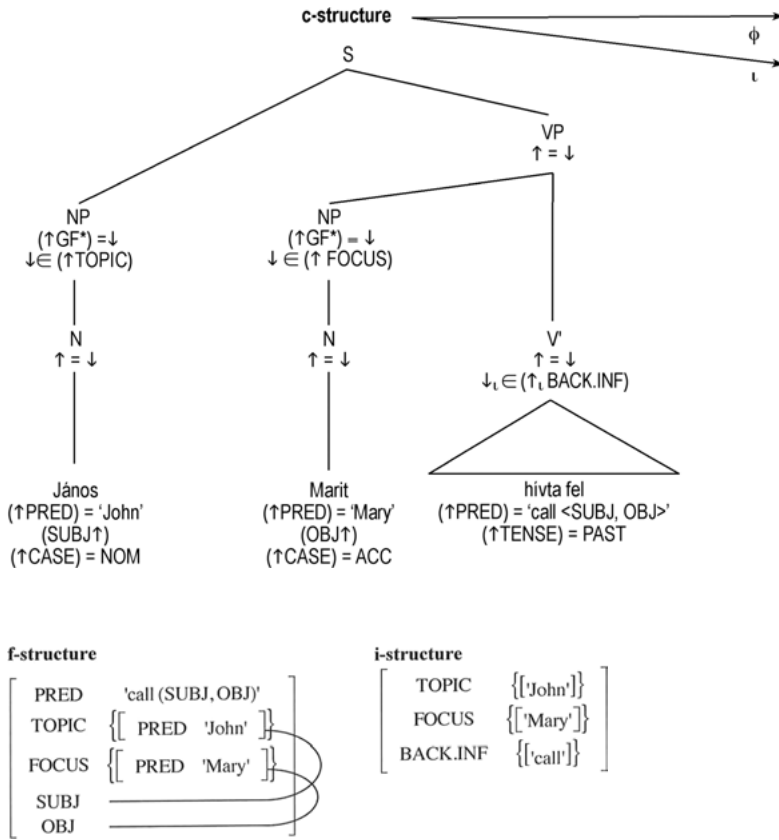 c-structure
ϕ
ι
S
VP
↑ = ↓
NP
(↑GF*) =↓
↓∈ (↑TOPIC)
NP
(↑GF*) = ↓
↓ ∈ (↑ FOCUS)
N
↑ = ↓
N
↑ = ↓
V'
↑ = ↓
↓ι ∈ (↑ι BACK.INF)
János
(↑PRED) = ‘John’
(SUBJ↑)
(↑CASE) = NOM
Marit
(↑PRED) = ‘Mary’
(OBJ↑)
(↑CASE) = ACC
hívta fel
(↑PRED) = ‘call <SUBJ, OBJ>’
(↑TENSE) = PAST
f-structure
PRED 'call (SUBJ, OBJ)'
TOPIC {[ PRED 'John' ]}
FOCUS {[ PRED 'Mary' ]}
SUBJ
OBJ
i-structure
TOPIC {['John']}
FOCUS {['Mary']}
BACK.INF {['call']}